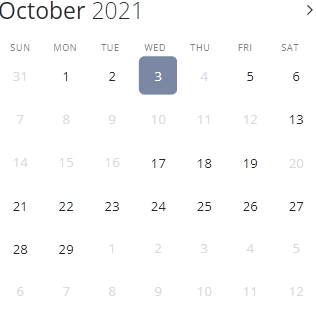 October 2021
SUN MON TUE WED THU FRI SAT
31 1 2 3 4 5 6
7 8 9 10 11 12 13
14 15 16 17 18 19 20
21 22 23 24 25 26 27
28 29 1 2 3 4 5
6 7 8 9 10 11 12